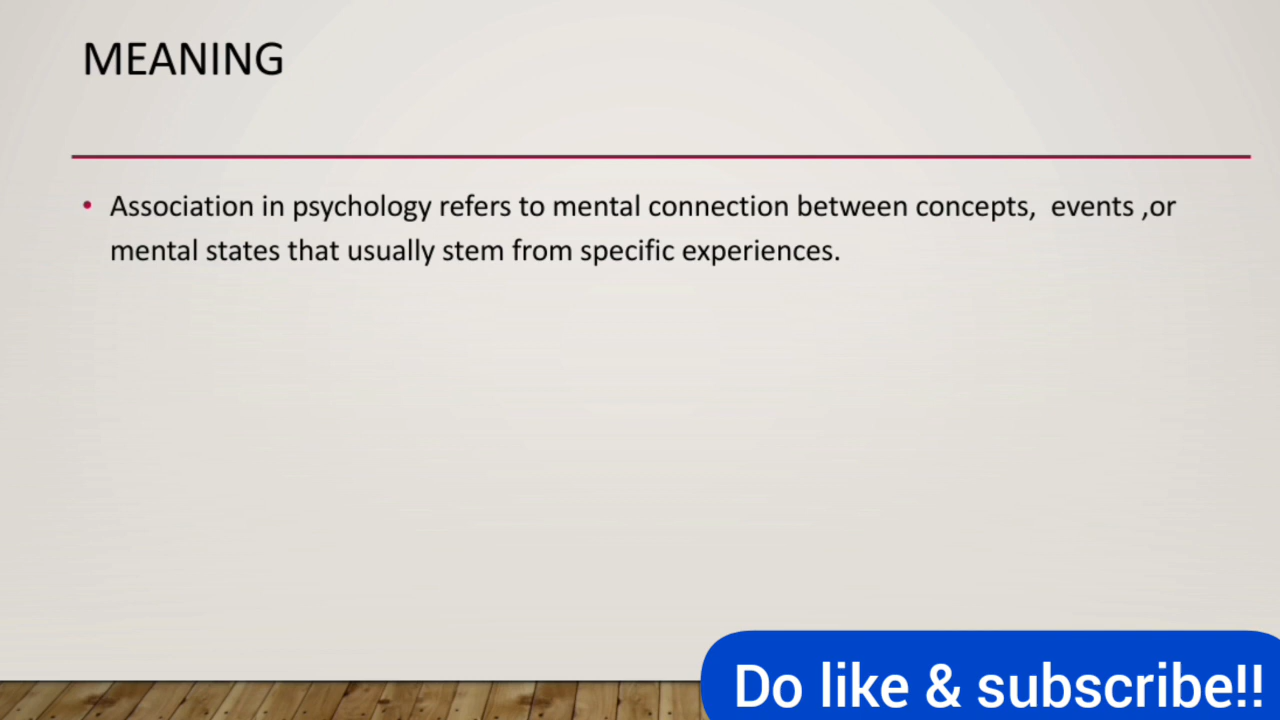 MEANING
• Association in psychology refers to mental connection between concepts,  events ,or
mental states that usually stem from specific experiences.
Do like & subscribe!!